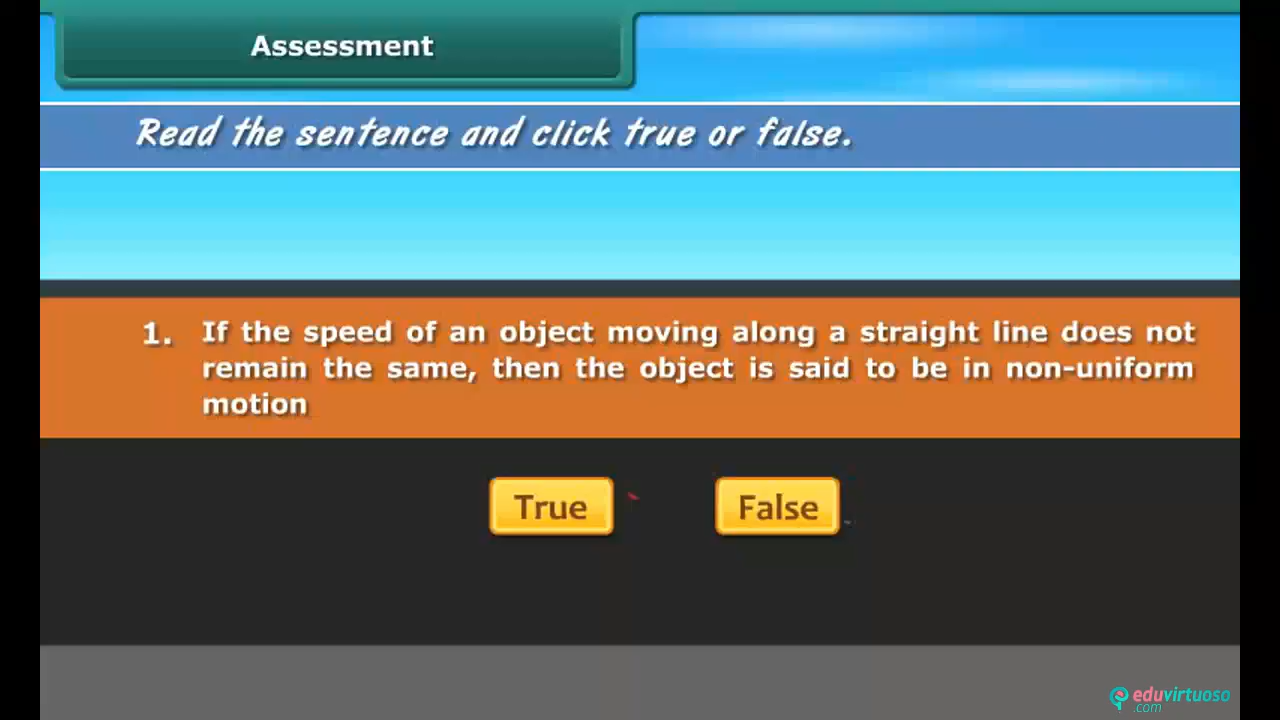 Assessment
Read the sentence and click true or false.
1. If the speed of an object moving along a straight line does not
remain the same, then the object is said to be in non-uniform
motion
True False
eduvirtuoso
.com